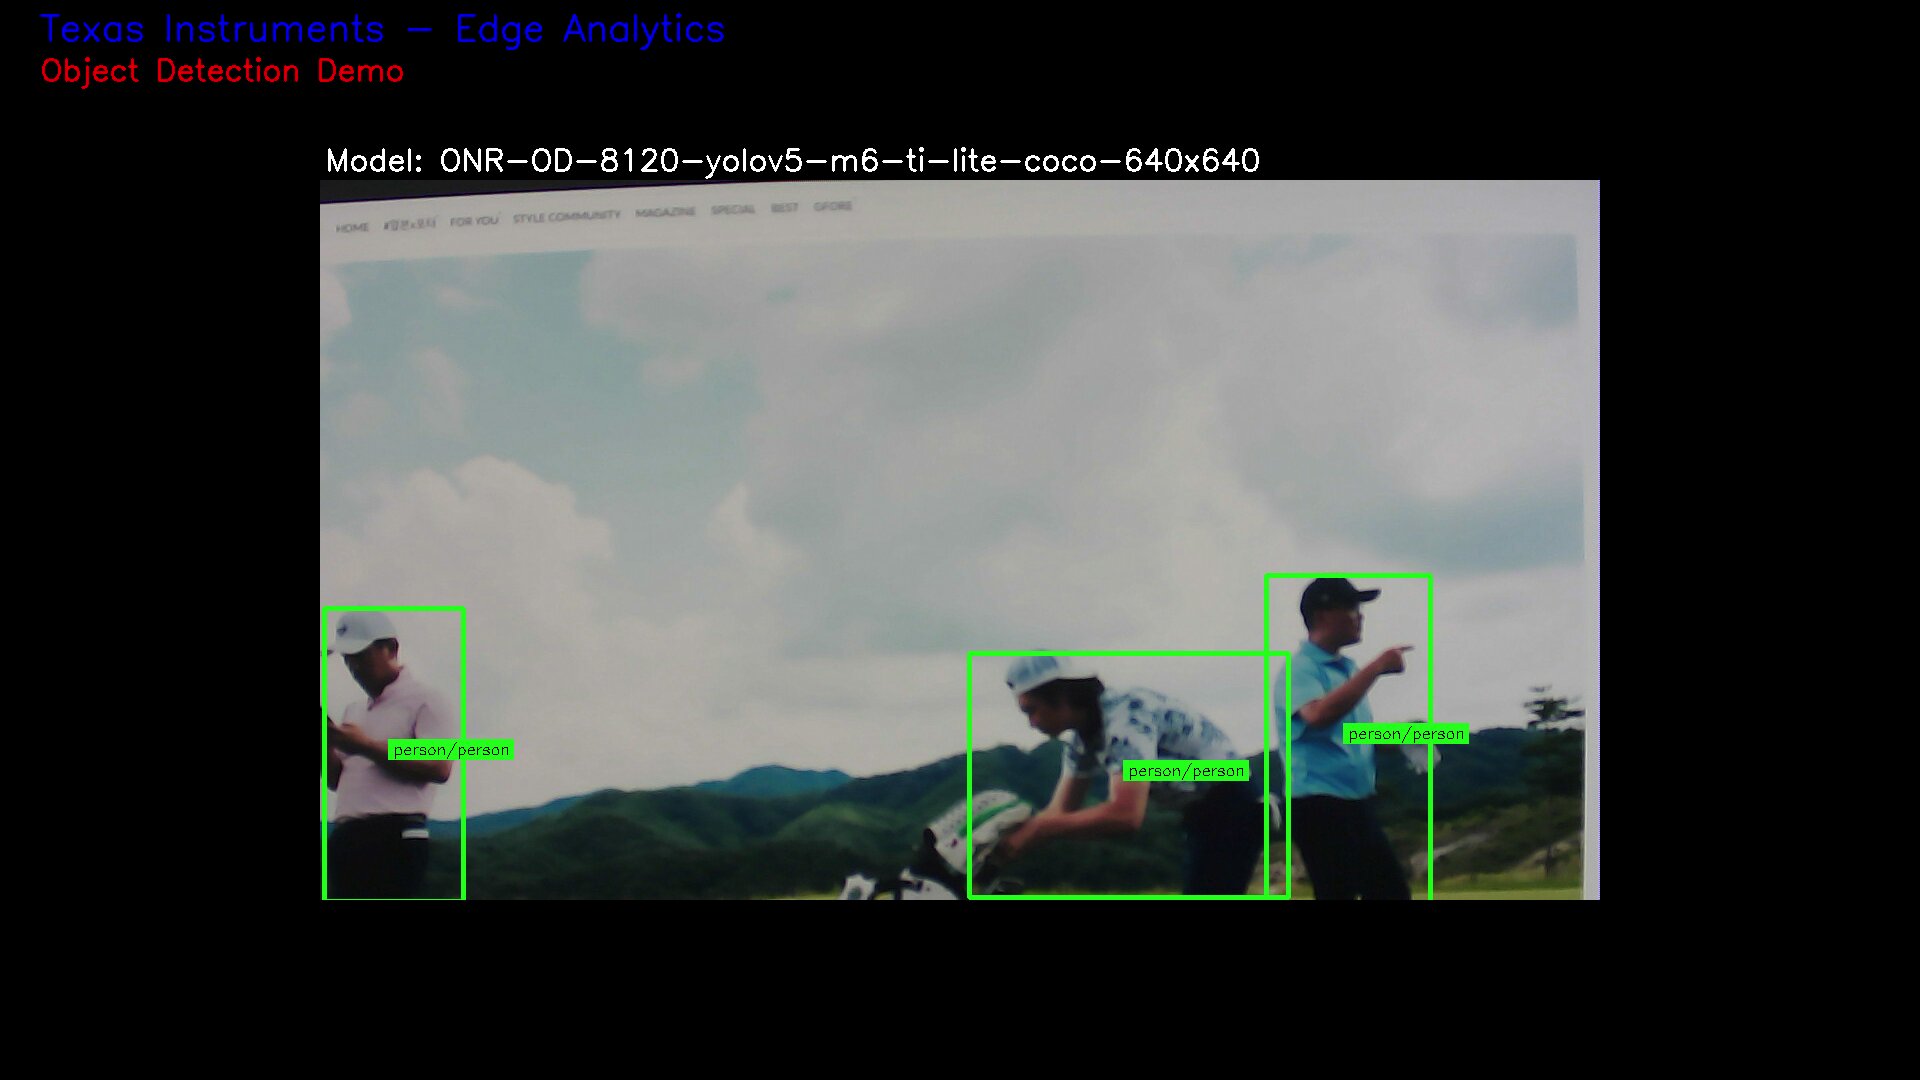 Texas Instruments - Edge Analytics
Object Detection Demo
Model: ONR-OD-8120-yolov5-m6-ti-lite-coco-640x640
HOME FOR YOU STYLE COMMUNITY MAGAZINE SPECIAL BEST GFORE
person/person
person/person
person/person